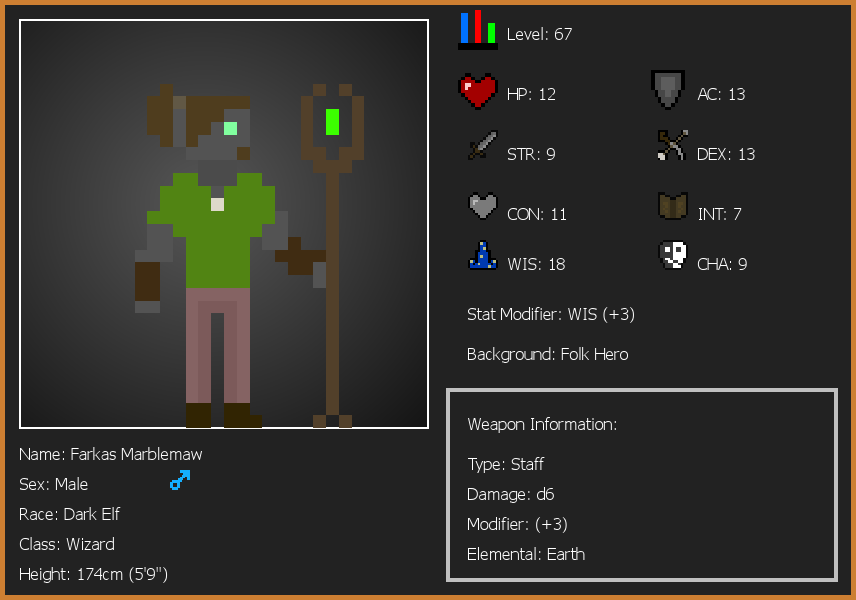 Level: 67
HP: 12
AC: 13
STR: 9
DEX: 13
CON: 11
INT: 7
WIS: 18
CHA: 9
Stat Modifier: WIS (+3)
Background: Folk Hero
Weapon Information:
Type: Staff
Damage: d6
Modifier: (+3)
Elemental: Earth
Name: Farkas Marblemaw
Sex: Male
Race: Dark Elf
Class: Wizard
Height: 174cm (5'9")